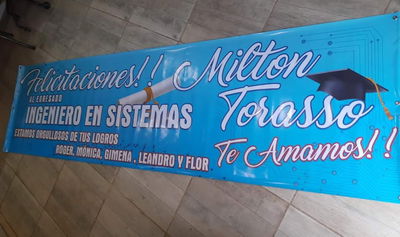 Felicitaciones!!
AL EGRESADO
INGENIERO EN SISTEMAS
ESTAMOS ORGULLOSOS DE TUS LOGROS
ROGER, MÓNICA, GIMENA, LEANDRO Y FLOR
Milton
Torasso
Te Amamos!!